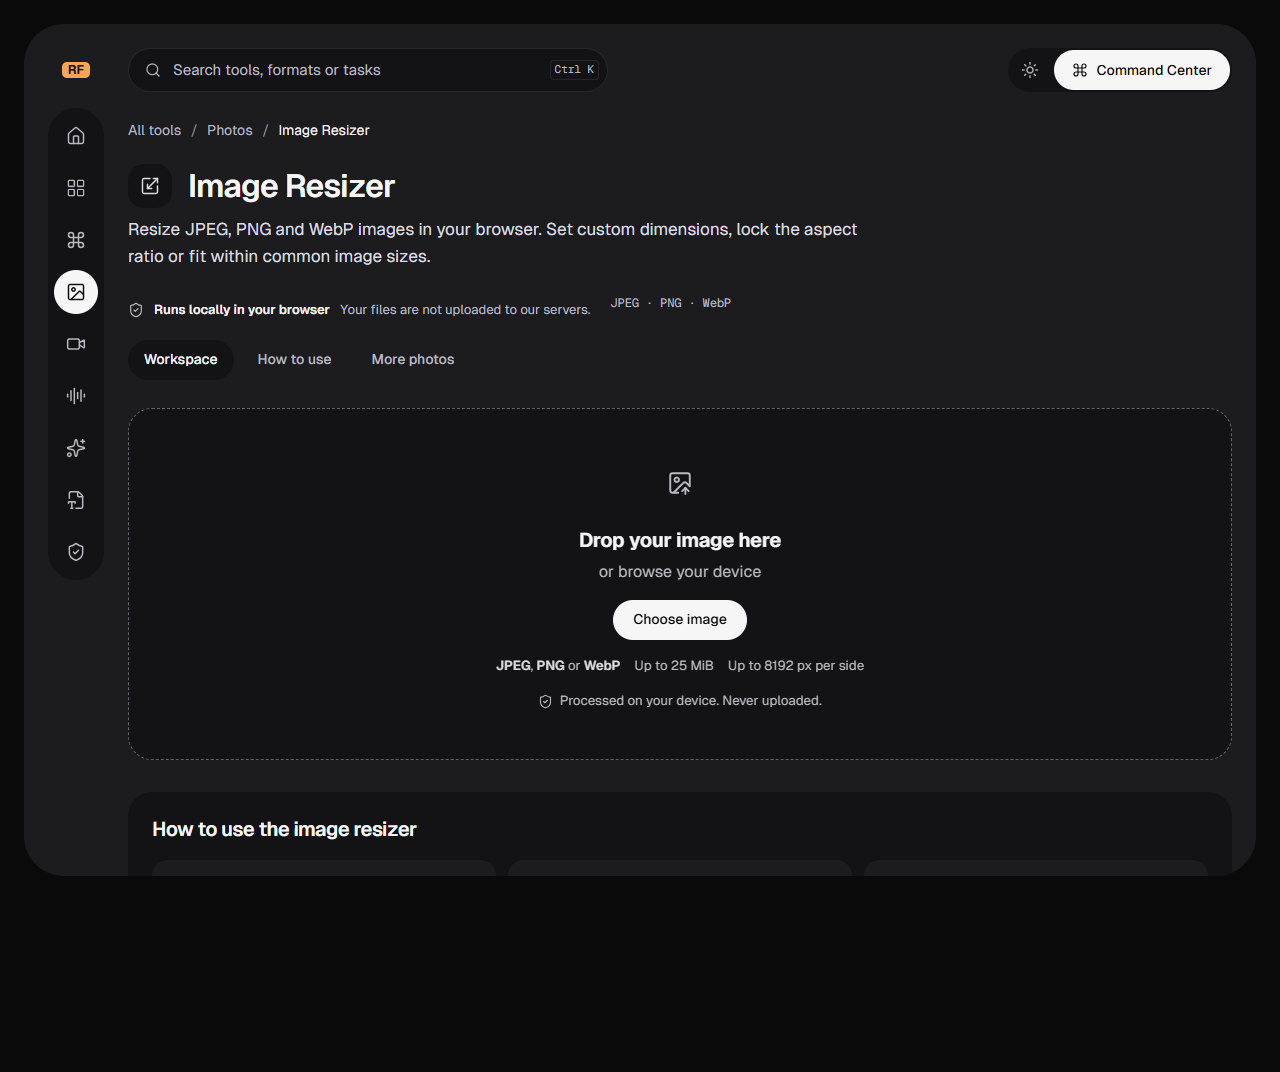 RF
Search tools, formats or tasks
Ctrl K
Command Center
All tools / Photos / Image Resizer
Image Resizer
Resize JPEG, PNG and WebP images in your browser. Set custom dimensions, lock the aspect
ratio or fit within common image sizes.
Runs locally in your browser Your files are not uploaded to our servers. JPEG · PNG · WebP
Workspace How to use More photos
Drop your image here
or browse your device
Choose image
JPEG, PNG or WebP Up to 25 MiB Up to 8192 px per side
Processed on your device. Never uploaded.
How to use the image resizer